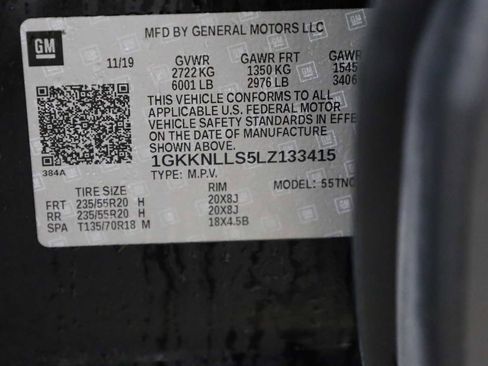 MFD BY GENERAL MOTORS LLC
GM
11/19 GVWR GAWR FRT GAWR
2722 KG 1350 KG 1545
6001 LB 2976 LB 3406
THIS VEHICLE CONFORMS TO ALL
APPLICABLE U.S. FEDERAL MOTOR
VEHICLE SAFETY STANDARDS IN EFFE
ON THE DATE OF MANUFACTURE
SHOWN ABOVE.
1GKKNLLS5LZ133415
TYPE: M.P.V. MODEL: 55TNC
384A
TIRE SIZE RIM
FRT 235/55R20 H 20X8J
RR 235/55R20 H 20X8J
SPA T135/70R18 M 18X4.5B